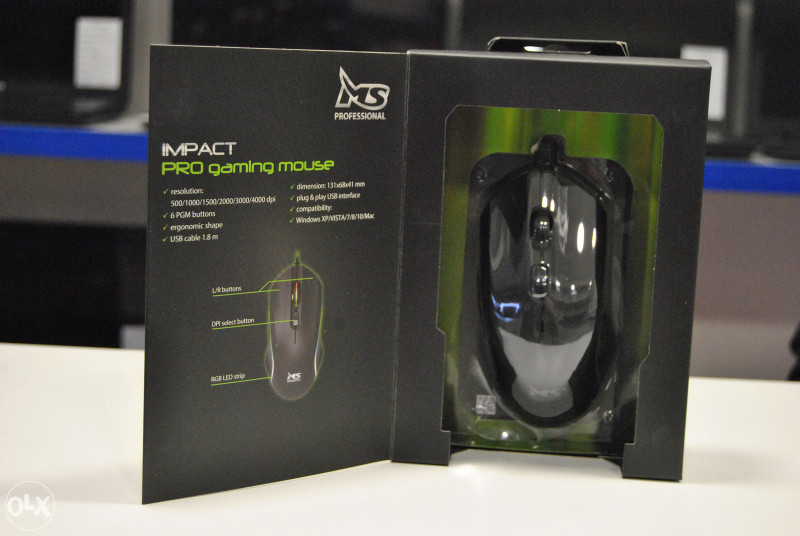 MS
PROFESSIONAL
IMPACT
PRO gaming mouse
✓ resolution:
500/1000/1500/2000/3000/4000 dpi
✓ 6 PGM buttons
✓ ergonomic shape
✓ USB cable 1.8 m
✓ dimension: 131x68x41 mm
✓ plug & play USB interface
✓ compatibility:
✓ Windows XP/VISTA/7/8/10/Mac
L/R buttons
DPI select button
RGB LED strip
MS
OLX